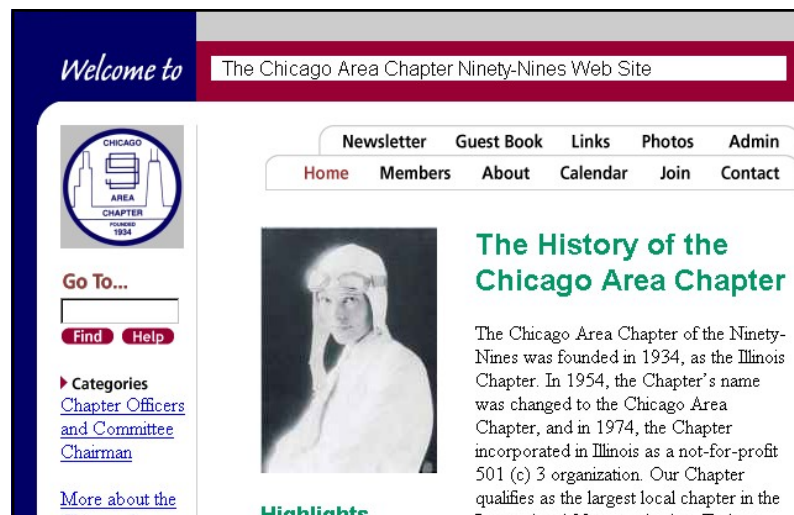 Welcome to
The Chicago Area Chapter Ninety-Nines Web Site
CHICAGO
99
AREA
CHAPTER
FOUNDED
1934
Newsletter Guest Book Links Photos Admin
Home Members About Calendar Join Contact
Go To...
Find Help
Categories
Chapter Officers
and Committee
Chairman
More about the
The History of the
Chicago Area Chapter
The Chicago Area Chapter of the Ninety-
Nines was founded in 1934, as the Illinois
Chapter. In 1954, the Chapter's name
was changed to the Chicago Area
Chapter, and in 1974, the Chapter
incorporated in Illinois as a not-for-profit
501 (c) 3 organization. Our Chapter
qualifies as the largest local chapter in the
Highlights